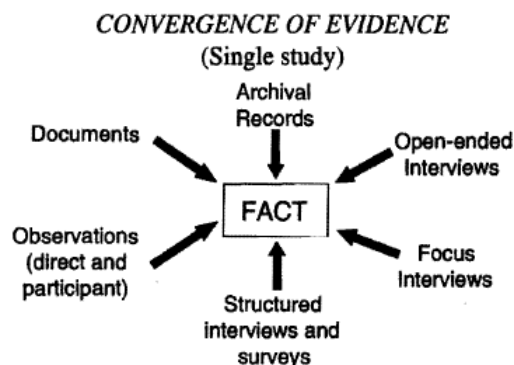 CONVERGENCE OF EVIDENCE
(Single study)
Archival
Records
Documents
Open-ended
Interviews
FACT
Observations
(direct and
participant)
Focus
Interviews
Structured
interviews and
surveys